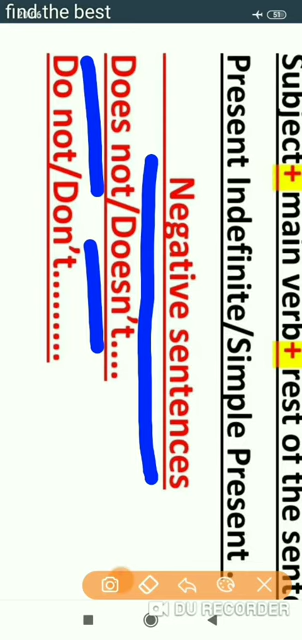 find the best
51
Subject+ main verb+ rest of the sent
Present Indefinite/Simple Present
Negative sentences
Does not/Doesn't.....
Do not/Don't...........
DU RECORDER